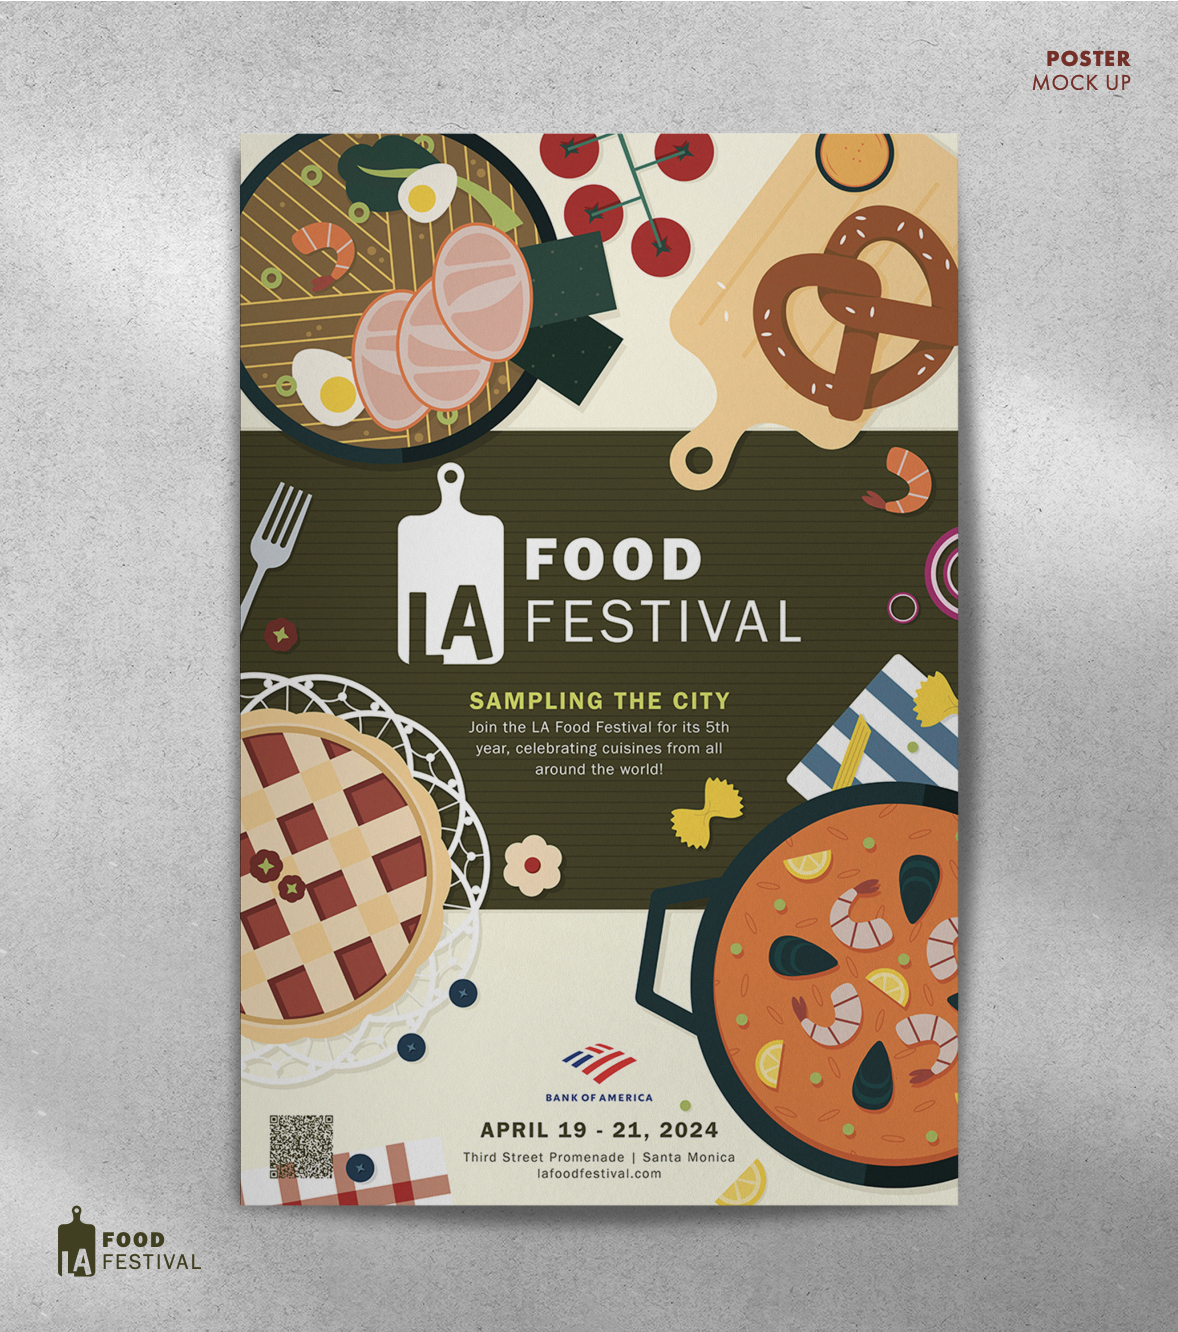 POSTER
MOCK UP
LA
FOOD
FESTIVAL
SAMPLING THE CITY
Join the LA Food Festival for its 5th
year, celebrating cuisines from all
around the world!
BANK OF AMERICA
APRIL 19 - 21, 2024
Third Street Promenade | Santa Monica
lafoodfestival.com
LA
FOOD
FESTIVAL